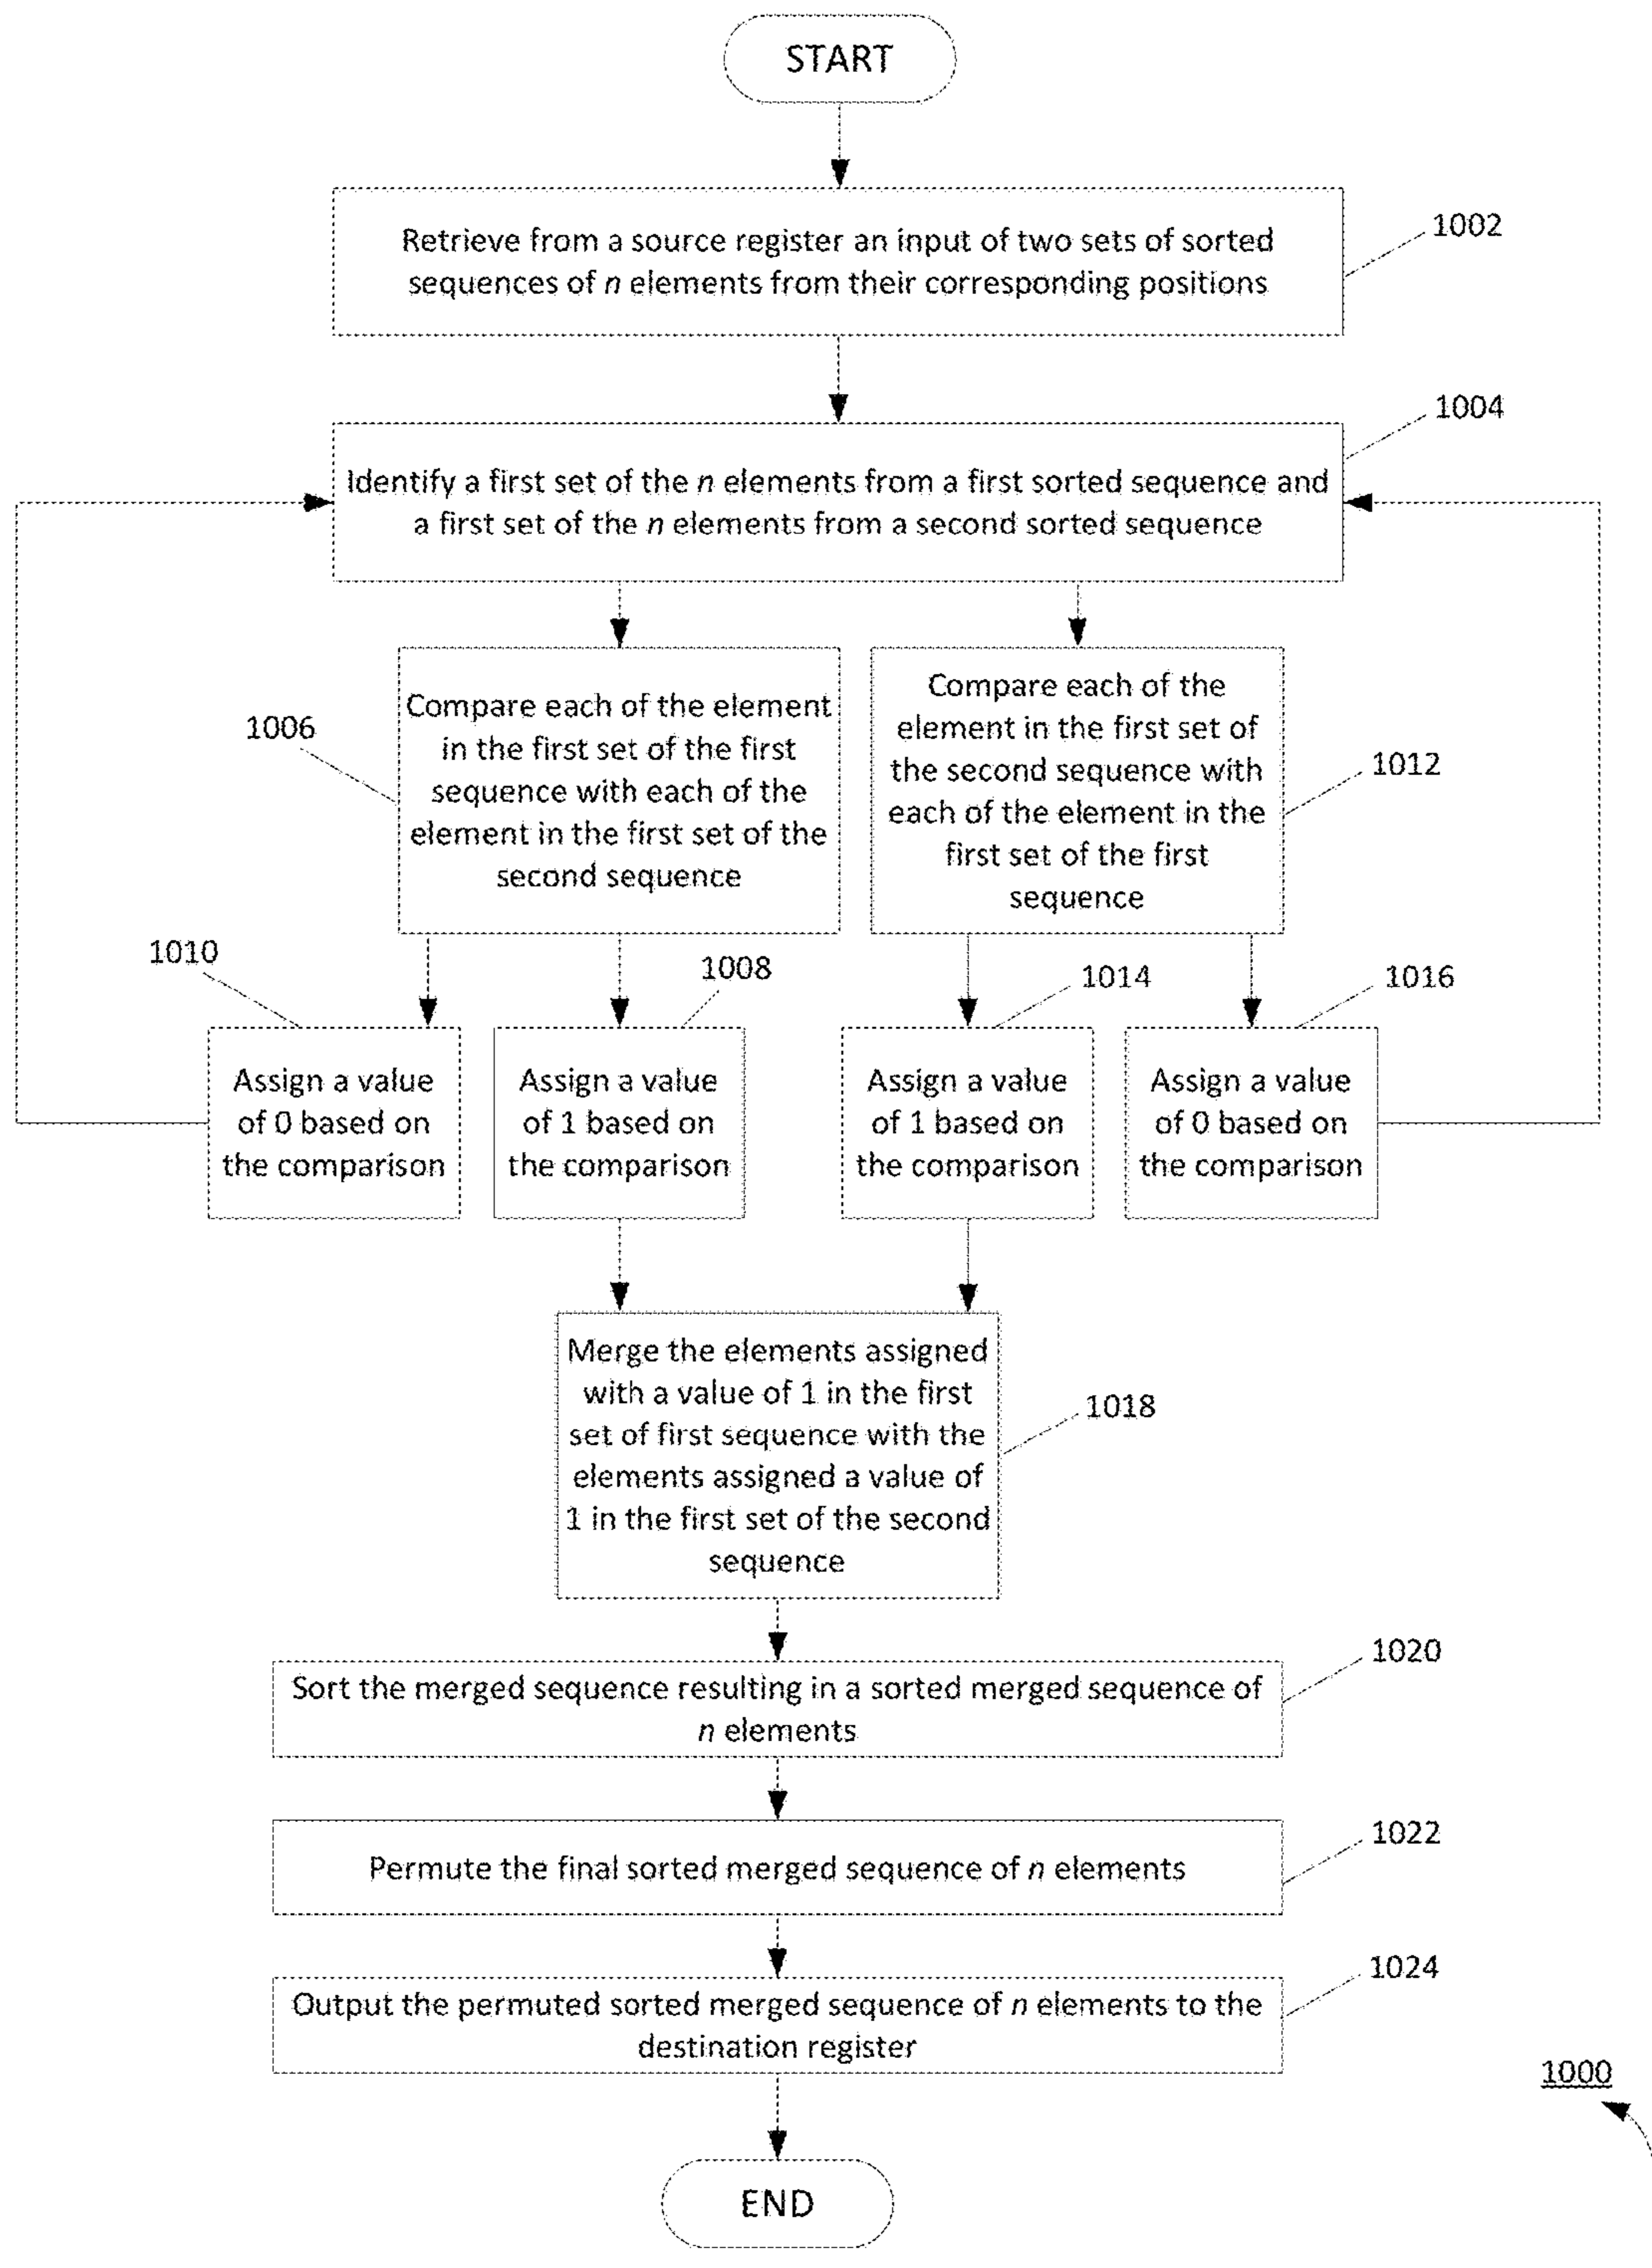 START
Retrieve from a source register an input of two sets of sorted
sequences of n elements from their corresponding positions
1002
1004
Identify a first set of the n elements from a first sorted sequence and
a first set of the n elements from a second sorted sequence
1006
Compare each of the element
in the first set of the first
sequence with each of the
element in the first set of the
second sequence
Compare each of the
element in the first set of
the second sequence with
each of the element in the
first set of the first
sequence
1012
1010
1008
1014
1016
Assign a value
of 0 based on
the comparison
Assign a value
of 1 based on
the comparison
Assign a value
of 1 based on
the comparison
Assign a value
of 0 based on
the comparison
Merge the elements assigned
with a value of 1 in the first
set of first sequence with the
elements assigned a value of
1 in the first set of the second
sequence
1018
1020
Sort the merged sequence resulting in a sorted merged sequence of
n elements
1022
Permute the final sorted merged sequence of n elements
1024
Output the permuted sorted merged sequence of n elements to the
destination register
1000
END